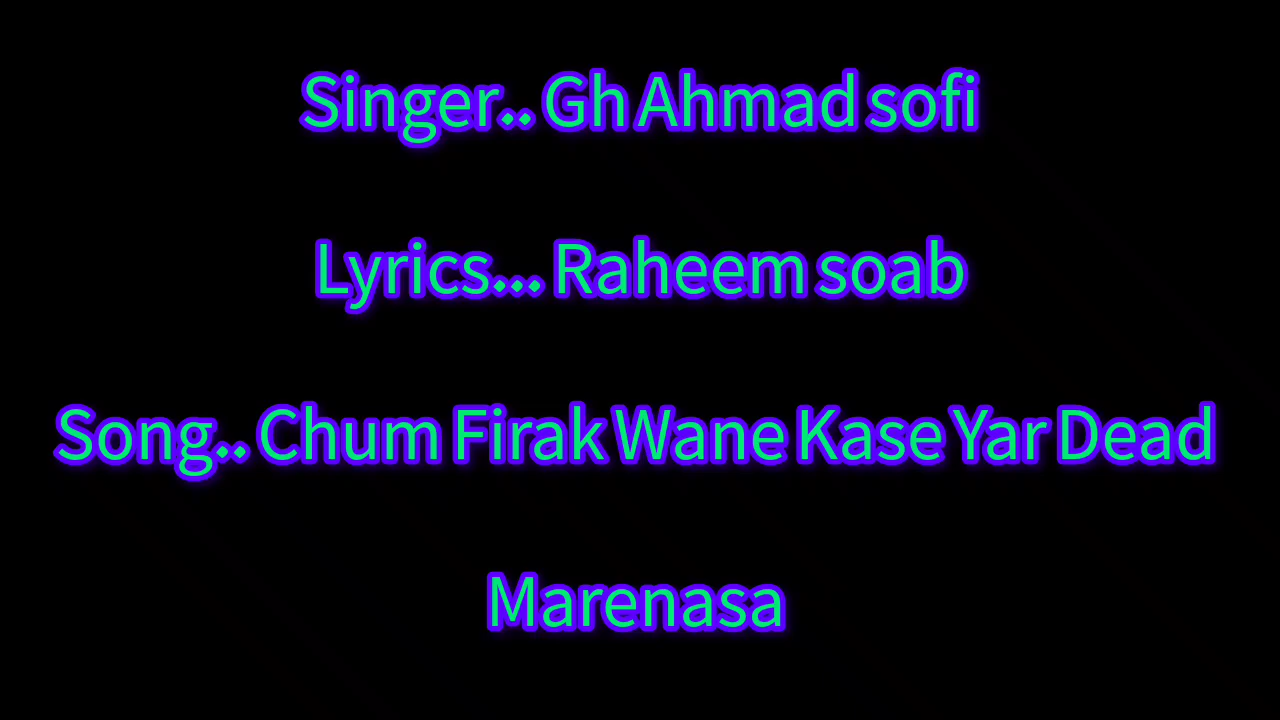 Singer.. Gh Ahmad sofi
Lyrics... Raheem soab
Song.. Chum Firak Wane Kase Yar Dead
Marenasa